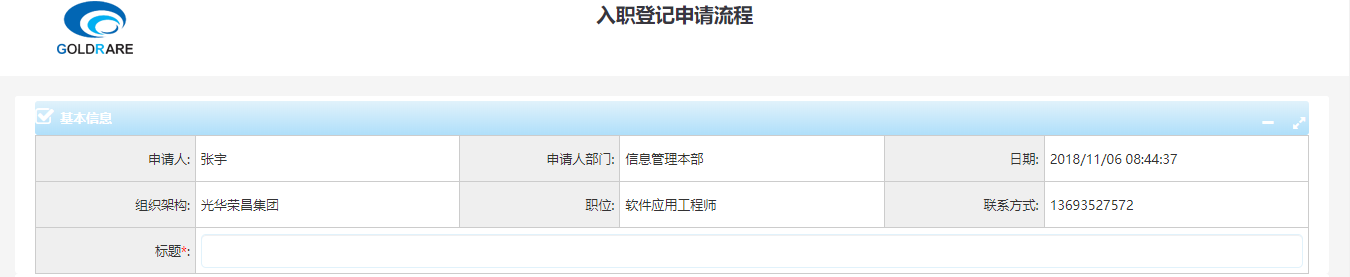 入职登记申请流程
GOLDRARE
基本信息
申请人: 张宇 申请人部门: 信息管理本部 日期: 2018/11/06 08:44:37
组织架构: 光华荣昌集团 职位: 软件应用工程师 联系方式: 13693527572
标题*: